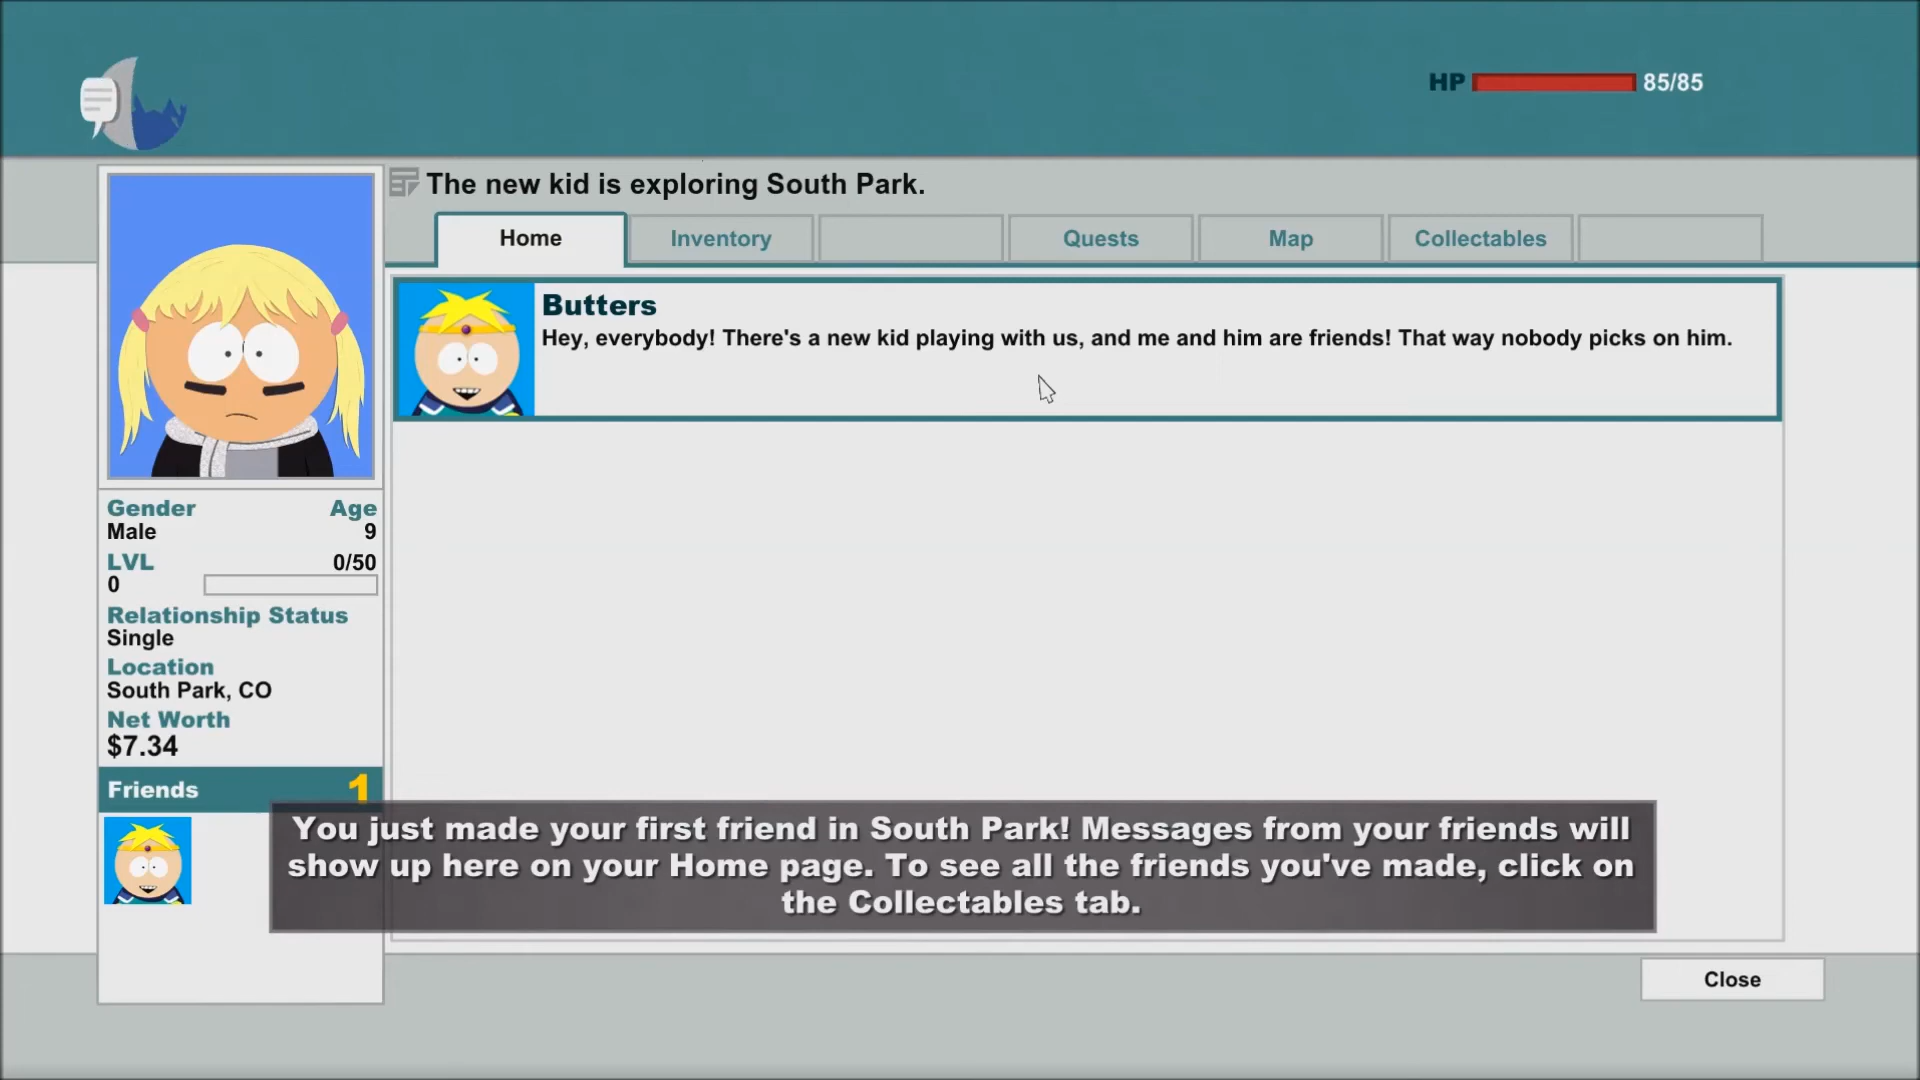 HP 85/85
The new kid is exploring South Park.
Home Inventory Quests Map Collectables
Butters
Hey, everybody! There's a new kid playing with us, and me and him are friends! That way nobody picks on him.
Gender Age
Male 9
LVL 0/50
0
Relationship Status
Single
Location
South Park, CO
Net Worth
$7.34
Friends 1
You just made your first friend in South Park! Messages from your friends will
show up here on your Home page. To see all the friends you've made, click on
the Collectables tab.
Close